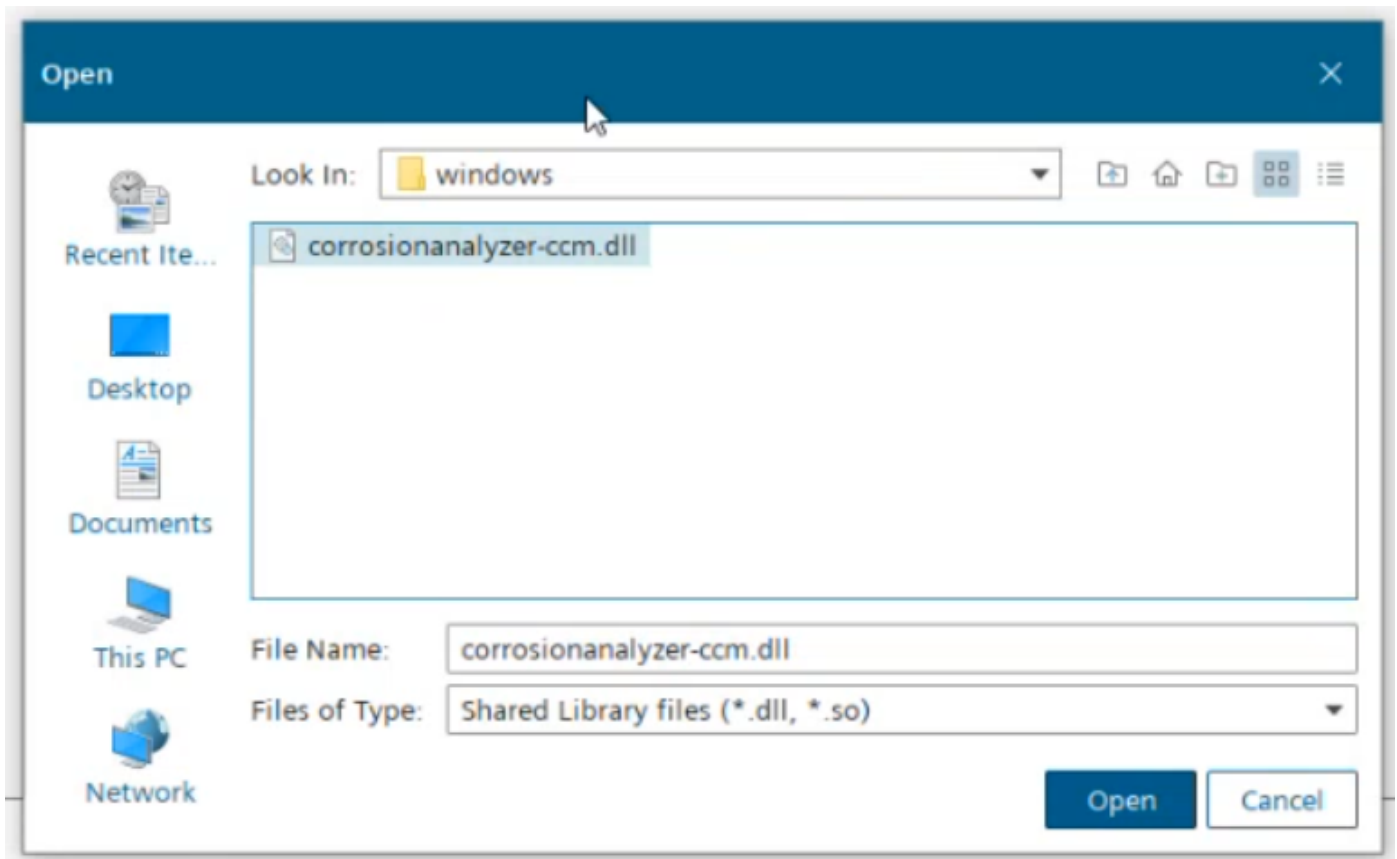 Open
Look In: windows
corrosionanalyzer-ccm.dll
Recent Ite...
Desktop
Documents
This PC
Network
File Name: corrosionanalyzer-ccm.dll
Files of Type: Shared Library files (*.dll, *.so)
Open Cancel